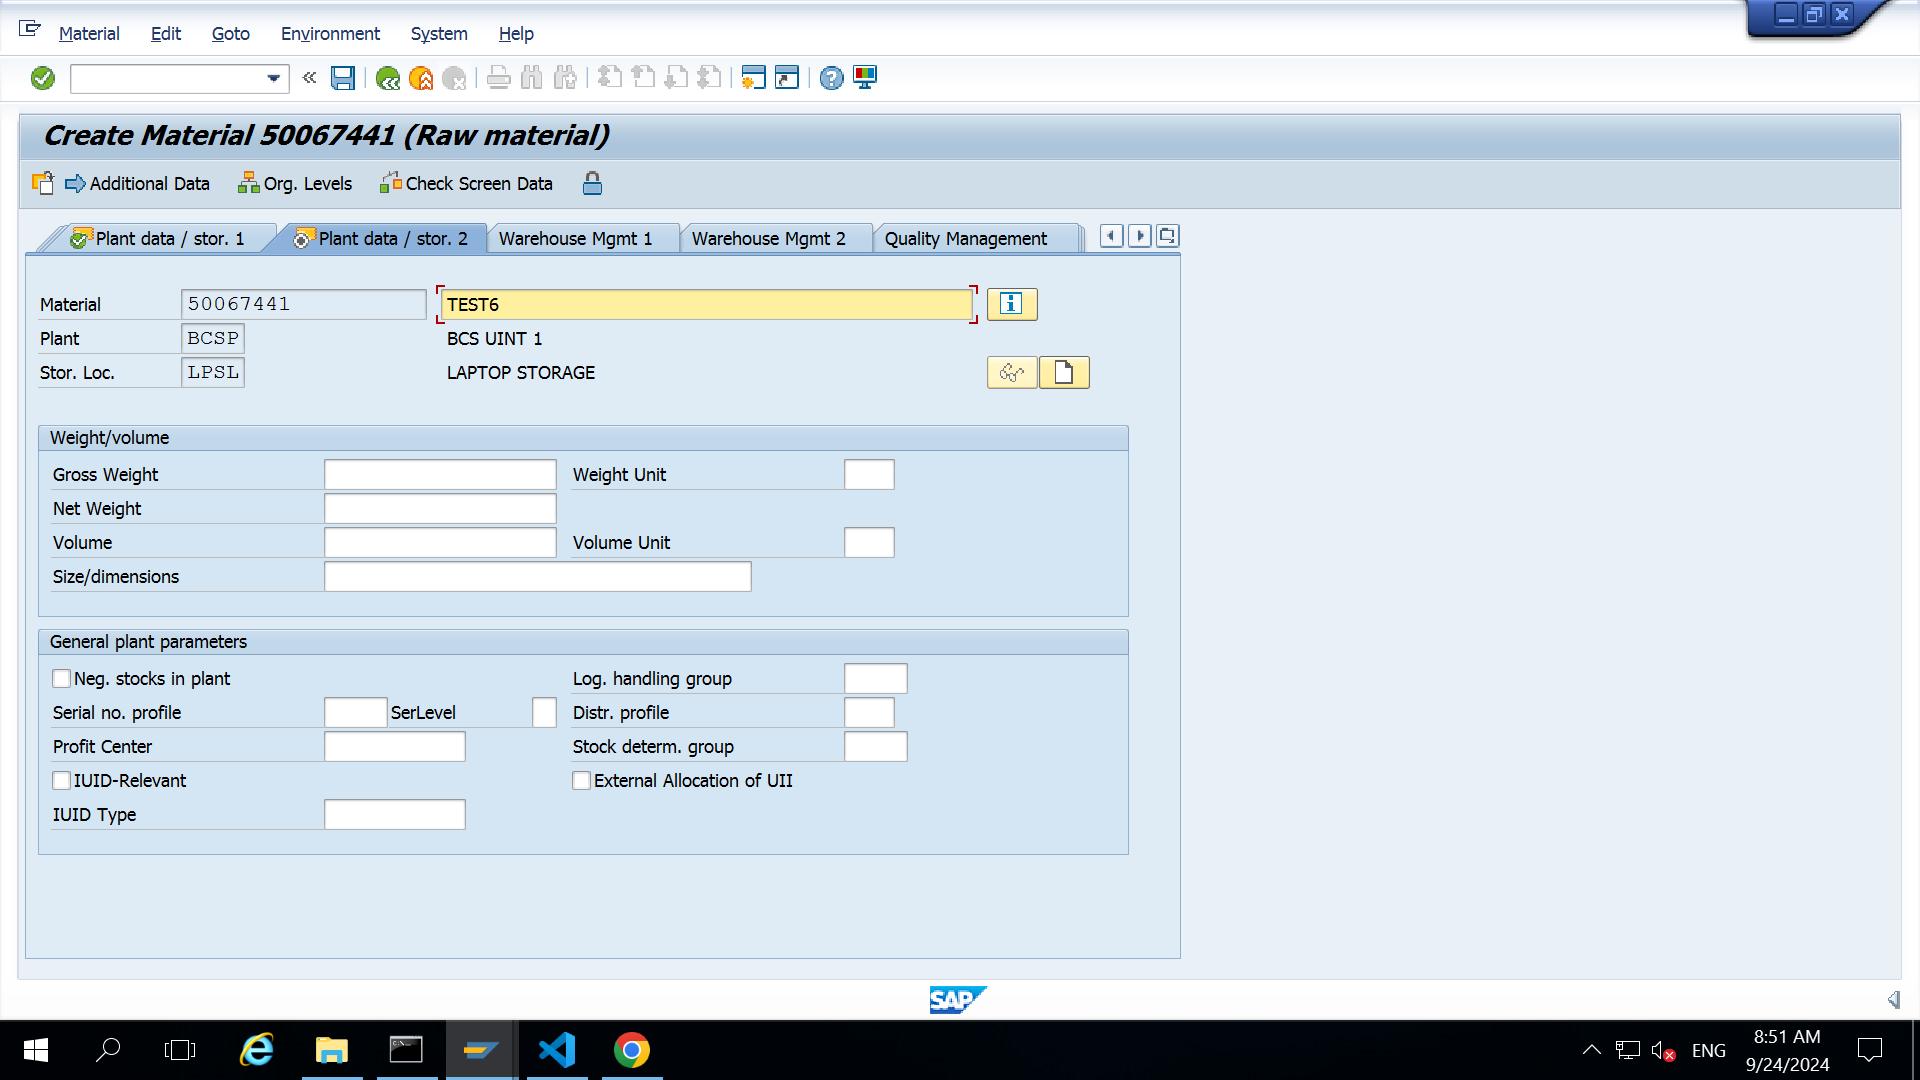 Material Edit Goto Environment System Help
Create Material 50067441 (Raw material)
Additional Data Org. Levels Check Screen Data
Plant data / stor. 1 Plant data / stor. 2 Warehouse Mgmt 1 Warehouse Mgmt 2 Quality Management
Material 50067441 TEST6
Plant BCSP BCS UINT 1
Stor. Loc. LPSL LAPTOP STORAGE
Weight/volume
Gross Weight Weight Unit
Net Weight
Volume Volume Unit
Size/dimensions
General plant parameters
Neg. stocks in plant Log. handling group
Serial no. profile SerLevel Distr. profile
Profit Center Stock determ. group
IUID-Relevant External Allocation of UII
IUID Type
SAP
ENG 8:51 AM
9/24/2024